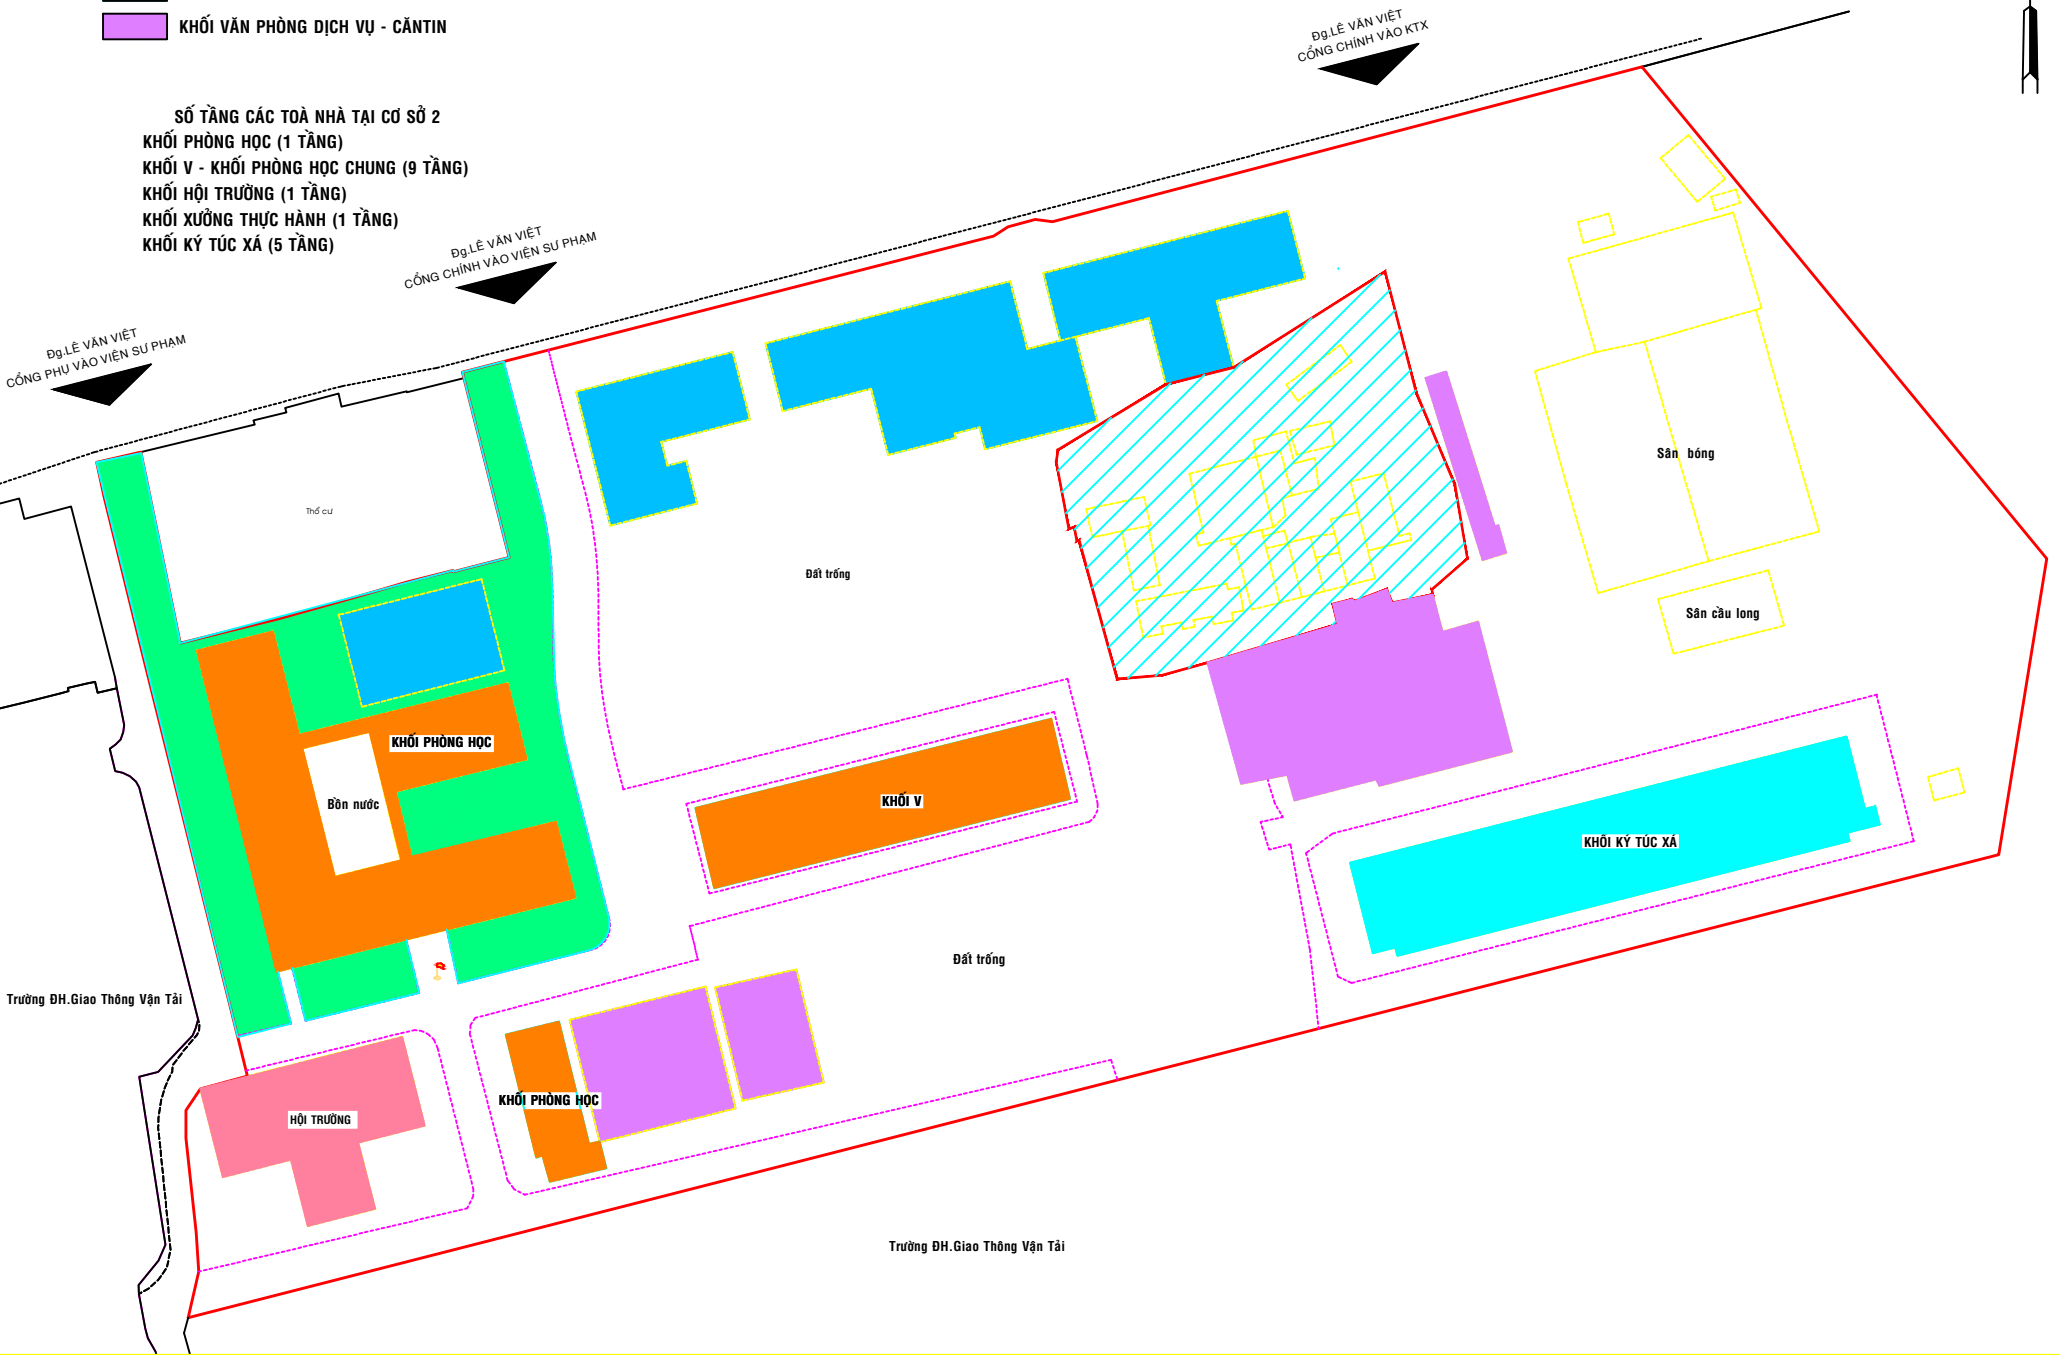 KHỐI VĂN PHÒNG DỊCH VỤ - CĂNTIN
Đg.LÊ VĂN VIỆT
CỔNG CHÍNH VÀO KTX
SỐ TẦNG CÁC TOÀ NHÀ TẠI CƠ SỞ 2
KHỐI PHÒNG HỌC (1 TẦNG)
KHỐI V - KHỐI PHÒNG HỌC CHUNG (9 TẦNG)
KHỐI HỘI TRƯỜNG (1 TẦNG)
KHỐI XƯỞNG THỰC HÀNH (1 TẦNG)
KHỐI KÝ TÚC XÁ (5 TẦNG)
Đg.LÊ VĂN VIỆT
CỔNG CHÍNH VÀO VIỆN SƯ PHẠM
Đg.LÊ VĂN VIỆT
CỔNG PHỤ VÀO VIỆN SƯ PHẠM
Sân bóng
Thổ cư
Đất trống
Sân cầu long
KHỐI PHÒNG HỌC
Bồn nước
KHỐI V
KHỐI KÝ TÚC XÁ
Đất trống
Trường ĐH.Giao Thông Vận Tải
KHỐI PHÒNG HỌC
HỘI TRƯỜNG
Trường ĐH.Giao Thông Vận Tải